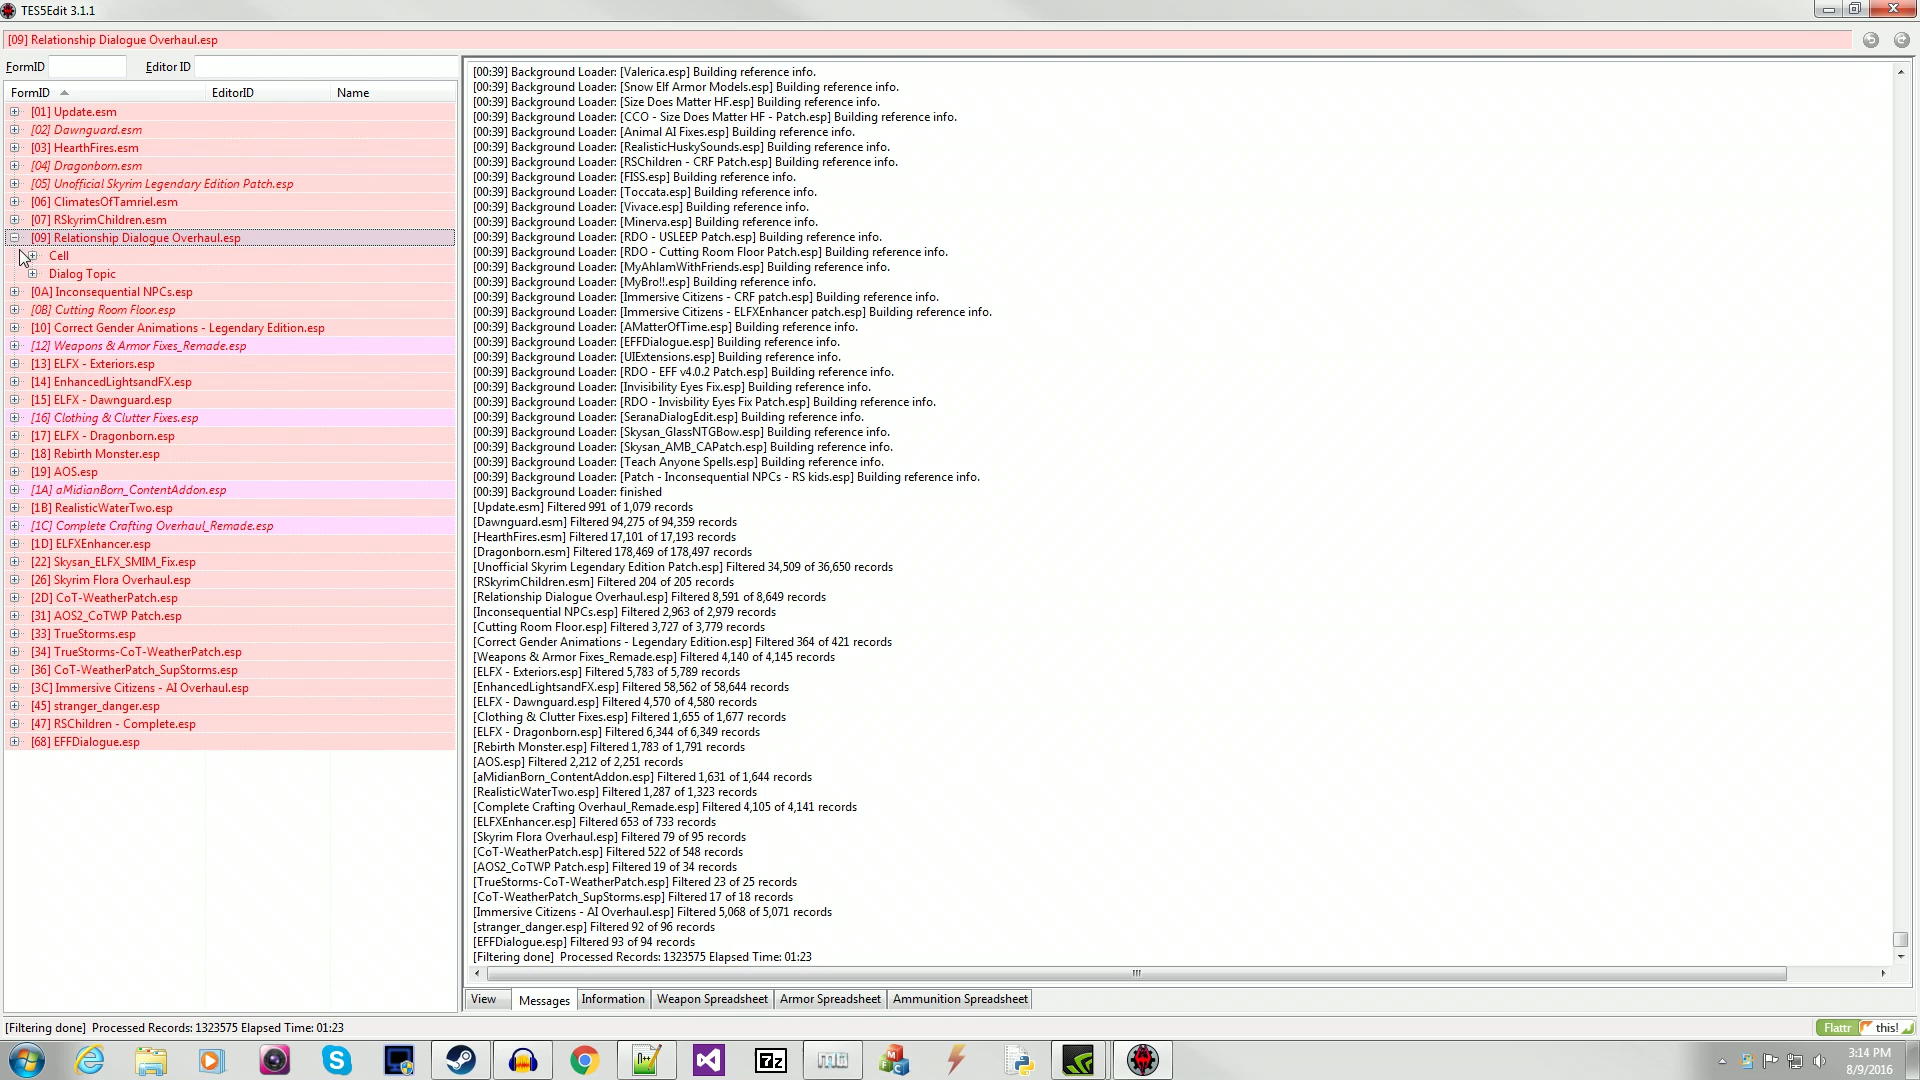 TES5Edit 3.1.1
[09] Relationship Dialogue Overhaul.esp
FormID
Editor ID
FormID EditorID Name
[01] Update.esm
[02] Dawnguard.esm
[03] HearthFires.esm
[04] Dragonborn.esm
[05] Unofficial Skyrim Legendary Edition Patch.esp
[06] ClimatesOfTamriel.esm
[07] RSkyrimChildren.esm
[09] Relationship Dialogue Overhaul.esp
Cell
Dialog Topic
[0A] Inconsequential NPCs.esp
[0B] Cutting Room Floor.esp
[10] Correct Gender Animations - Legendary Edition.esp
[12] Weapons & Armor Fixes_Remade.esp
[13] ELFX - Exteriors.esp
[14] EnhancedLightsandFX.esp
[15] ELFX - Dawnguard.esp
[16] Clothing & Clutter Fixes.esp
[17] ELFX - Dragonborn.esp
[18] Rebirth Monster.esp
[19] AOS.esp
[1A] aMidianBorn_ContentAddon.esp
[1B] RealisticWaterTwo.esp
[1C] Complete Crafting Overhaul_Remade.esp
[1D] ELFXEnhancer.esp
[22] Skysan_ELFX_SMIM_Fix.esp
[26] Skyrim Flora Overhaul.esp
[2D] CoT-WeatherPatch.esp
[31] AOS2_CoTWP Patch.esp
[33] TrueStorms.esp
[34] TrueStorms-CoT-WeatherPatch.esp
[36] CoT-WeatherPatch_SupStorms.esp
[3C] Immersive Citizens - AI Overhaul.esp
[45] stranger_danger.esp
[47] RSChildren - Complete.esp
[68] EFFDialogue.esp
[00:39] Background Loader: [Valerica.esp] Building reference info.
[00:39] Background Loader: [Snow Elf Armor Models.esp] Building reference info.
[00:39] Background Loader: [Size Does Matter HF.esp] Building reference info.
[00:39] Background Loader: [CCO - Size Does Matter HF - Patch.esp] Building reference info.
[00:39] Background Loader: [Animal AI Fixes.esp] Building reference info.
[00:39] Background Loader: [RealisticHuskySounds.esp] Building reference info.
[00:39] Background Loader: [RSChildren - CRF Patch.esp] Building reference info.
[00:39] Background Loader: [FISS.esp] Building reference info.
[00:39] Background Loader: [Toccata.esp] Building reference info.
[00:39] Background Loader: [Vivace.esp] Building reference info.
[00:39] Background Loader: [Minerva.esp] Building reference info.
[00:39] Background Loader: [RDO - USLEEP Patch.esp] Building reference info.
[00:39] Background Loader: [RDO - Cutting Room Floor Patch.esp] Building reference info.
[00:39] Background Loader: [MyAhlamWithFriends.esp] Building reference info.
[00:39] Background Loader: [MyBro!!.esp] Building reference info.
[00:39] Background Loader: [Immersive Citizens - CRF patch.esp] Building reference info.
[00:39] Background Loader: [Immersive Citizens - ELFXEnhancer patch.esp] Building reference info.
[00:39] Background Loader: [AMatterOfTime.esp] Building reference info.
[00:39] Background Loader: [EFFDialogue.esp] Building reference info.
[00:39] Background Loader: [UIExtensions.esp] Building reference info.
[00:39] Background Loader: [RDO - EFF v4.0.2 Patch.esp] Building reference info.
[00:39] Background Loader: [Invisibility Eyes Fix.esp] Building reference info.
[00:39] Background Loader: [RDO - Invisbility Eyes Fix Patch.esp] Building reference info.
[00:39] Background Loader: [SeranaDialogEdit.esp] Building reference info.
[00:39] Background Loader: [Skysan_GlassNTGBow.esp] Building reference info.
[00:39] Background Loader: [Skysan_AMB_CAPatch.esp] Building reference info.
[00:39] Background Loader: [Teach Anyone Spells.esp] Building reference info.
[00:39] Background Loader: [Patch - Inconsequential NPCs - RS kids.esp] Building reference info.
[00:39] Background Loader: finished
[Update.esm] Filtered 991 of 1,079 records
[Dawnguard.esm] Filtered 94,275 of 94,359 records
[HearthFires.esm] Filtered 17,101 of 17,193 records
[Dragonborn.esm] Filtered 178,469 of 178,497 records
[Unofficial Skyrim Legendary Edition Patch.esp] Filtered 34,509 of 36,650 records
[RSkyrimChildren.esm] Filtered 204 of 205 records
[Relationship Dialogue Overhaul.esp] Filtered 8,591 of 8,649 records
[Inconsequential NPCs.esp] Filtered 2,963 of 2,979 records
[Cutting Room Floor.esp] Filtered 3,727 of 3,779 records
[Correct Gender Animations - Legendary Edition.esp] Filtered 364 of 421 records
[Weapons & Armor Fixes_Remade.esp] Filtered 4,140 of 4,145 records
[ELFX - Exteriors.esp] Filtered 5,783 of 5,789 records
[EnhancedLightsandFX.esp] Filtered 58,562 of 58,644 records
[ELFX - Dawnguard.esp] Filtered 4,570 of 4,580 records
[Clothing & Clutter Fixes.esp] Filtered 1,655 of 1,677 records
[ELFX - Dragonborn.esp] Filtered 6,344 of 6,349 records
[Rebirth Monster.esp] Filtered 1,783 of 1,791 records
[AOS.esp] Filtered 2,212 of 2,251 records
[aMidianBorn_ContentAddon.esp] Filtered 1,631 of 1,644 records
[RealisticWaterTwo.esp] Filtered 1,287 of 1,323 records
[Complete Crafting Overhaul_Remade.esp] Filtered 4,105 of 4,141 records
[ELFXEnhancer.esp] Filtered 653 of 733 records
[Skyrim Flora Overhaul.esp] Filtered 79 of 95 records
[CoT-WeatherPatch.esp] Filtered 522 of 548 records
[AOS2_CoTWP Patch.esp] Filtered 19 of 34 records
[TrueStorms-CoT-WeatherPatch.esp] Filtered 23 of 25 records
[CoT-WeatherPatch_SupStorms.esp] Filtered 17 of 18 records
[Immersive Citizens - AI Overhaul.esp] Filtered 5,068 of 5,071 records
[stranger_danger.esp] Filtered 92 of 96 records
[EFFDialogue.esp] Filtered 93 of 94 records
[Filtering done] Processed Records: 1323575 Elapsed Time: 01:23
View Messages Information Weapon Spreadsheet Armor Spreadsheet Ammunition Spreadsheet
[Filtering done] Processed Records: 1323575 Elapsed Time: 01:23
Flattr this!
7z
3:14 PM
8/9/2016